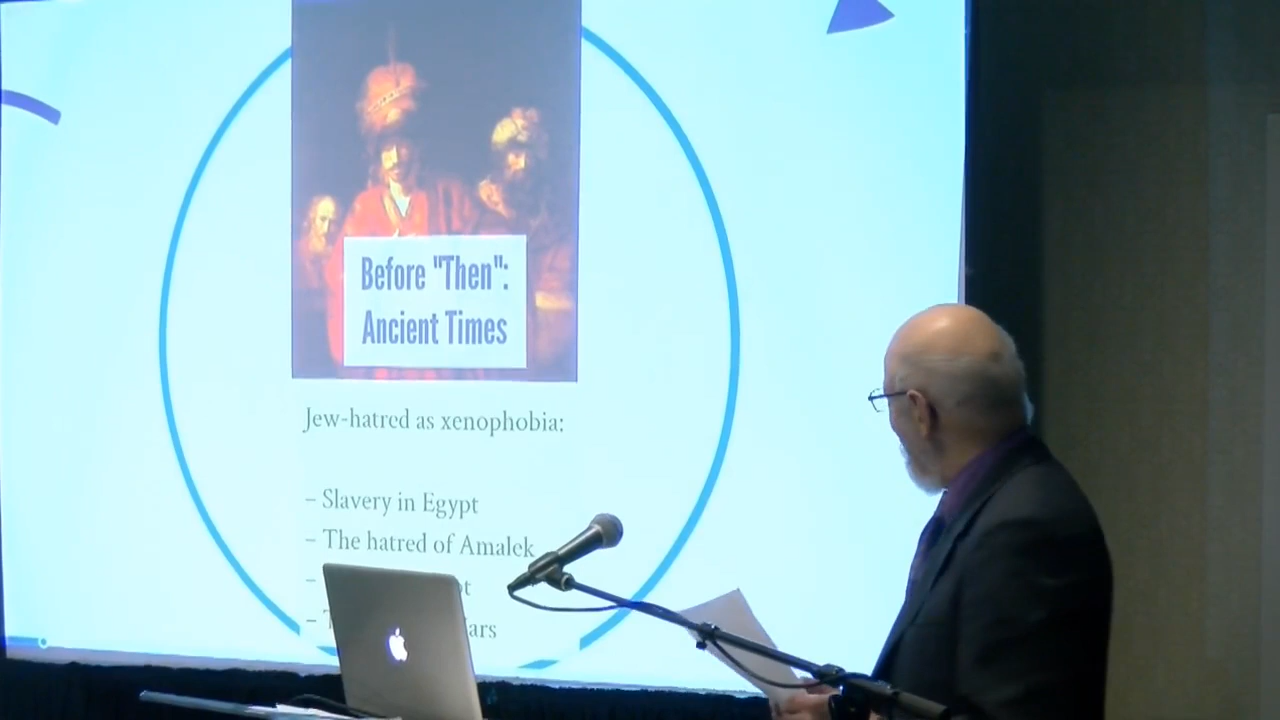 Before "Then":
Ancient Times
Jew-hatred as xenophobia:
– Slavery in Egypt
– The hatred of Amalek
–
–